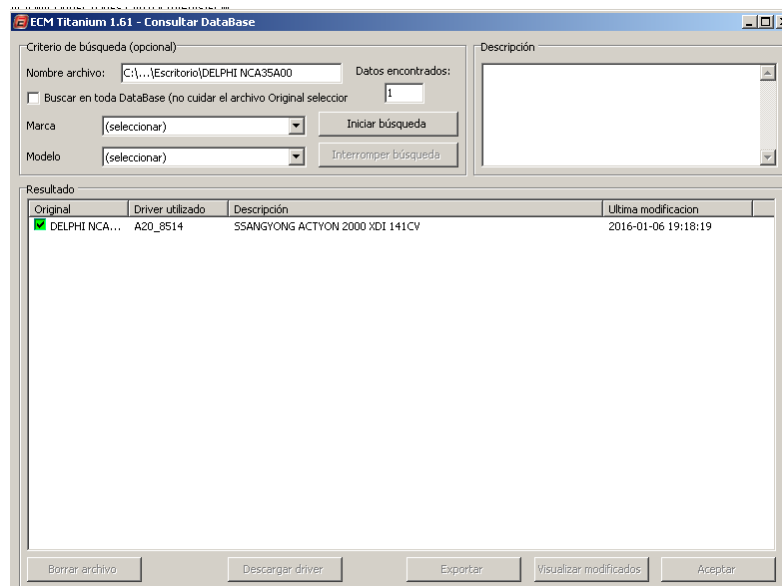 ECM Titanium 1.61 - Consultar DataBase
Criterio de búsqueda (opcional)
Nombre archivo: C:\...\Escritorio\DELPHI NCA35A00
Datos encontrados:
1
Buscar en toda DataBase (no cuidar el archivo Original seleccior
Marca (seleccionar) Iniciar búsqueda
Modelo (seleccionar) Interromper búsqueda
Descripción
Resultado
Original Driver utilizado Descripción Ultima modificacion
DELPHI NCA... A20_8514 SSANGYONG ACTYON 2000 XDI 141CV 2016-01-06 19:18:19
Borrar archivo Descargar driver Exportar Visualizar modificados Aceptar